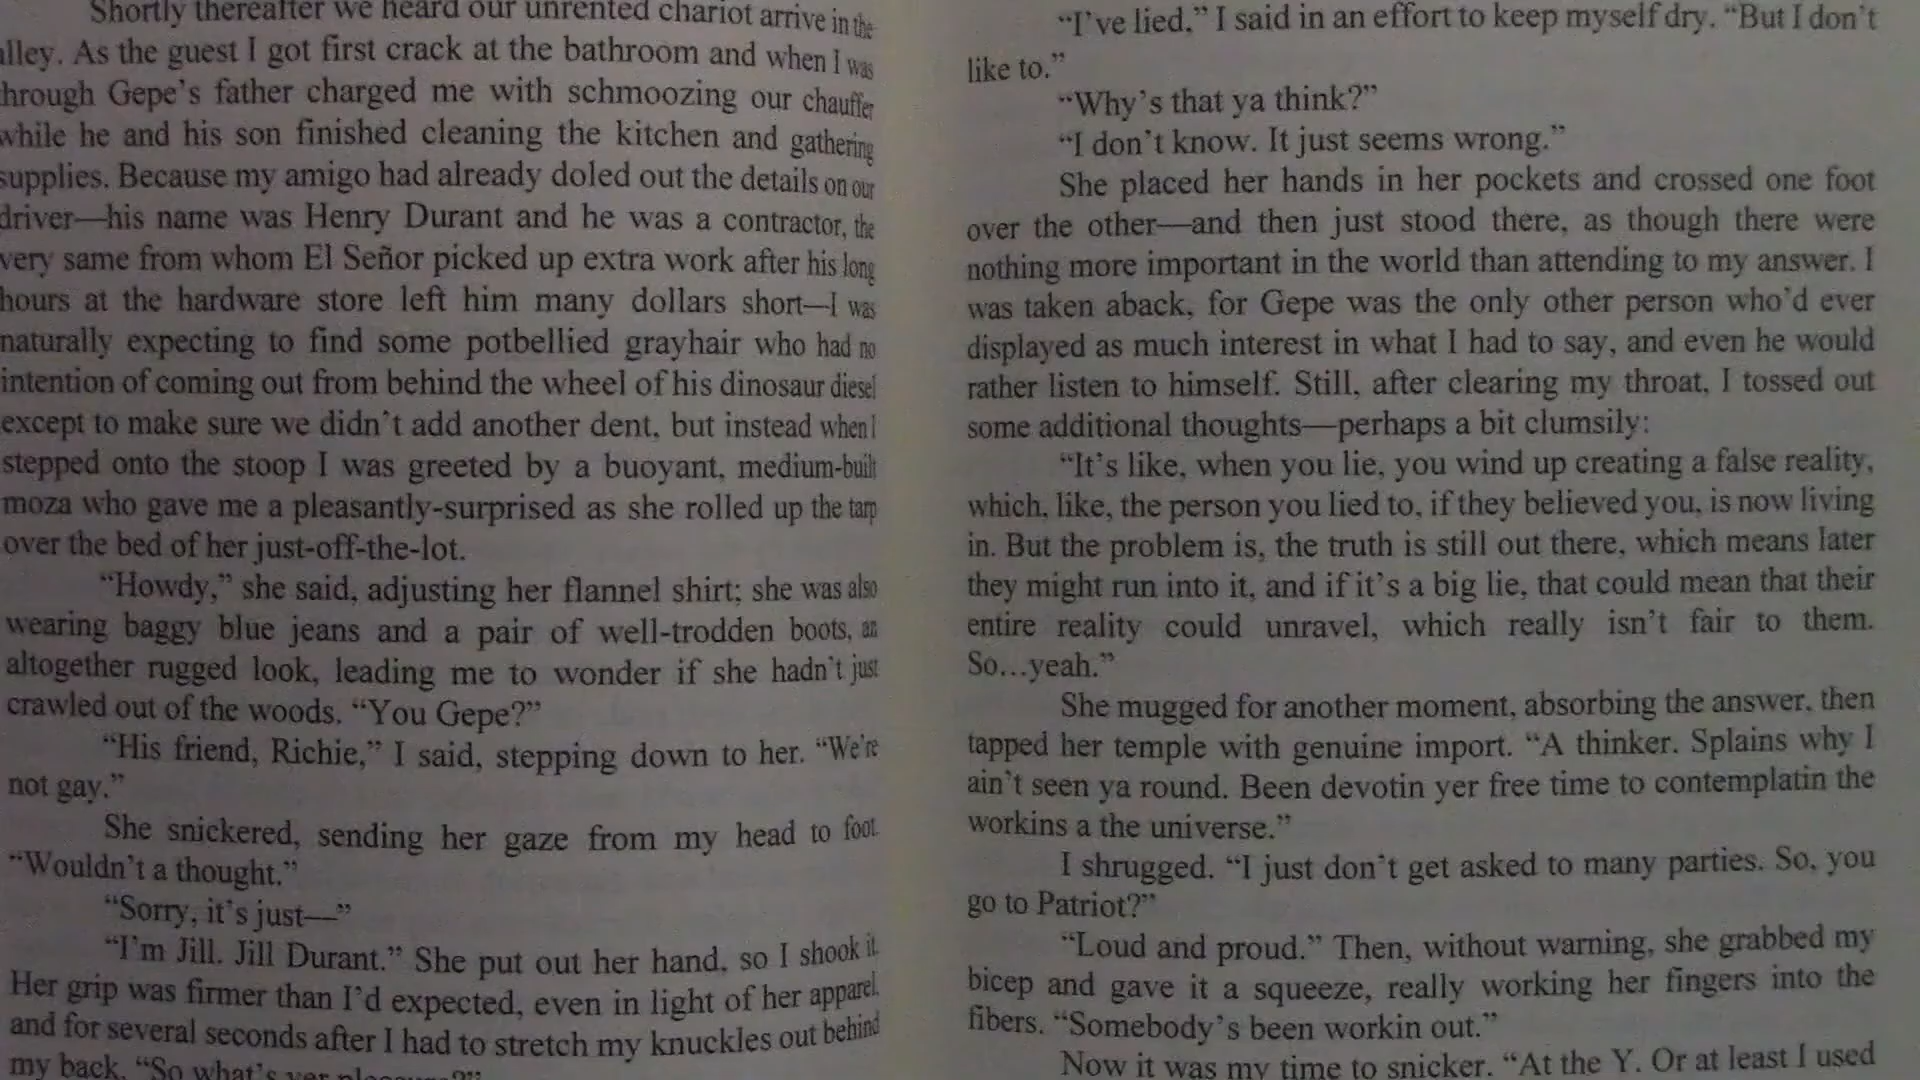 Shortly thereafter we heard our unrented chariot arrive in the
lley. As the guest I got first crack at the bathroom and when I was
hrough Gepe's father charged me with schmoozing our chauffer
while he and his son finished cleaning the kitchen and gathering
supplies. Because my amigo had already doled out the details on our
driver—his name was Henry Durant and he was a contractor, the
very same from whom El Señor picked up extra work after his long
hours at the hardware store left him many dollars short—I was
naturally expecting to find some potbellied grayhair who had no
intention of coming out from behind the wheel of his dinosaur diesel
except to make sure we didn't add another dent, but instead when I
stepped onto the stoop I was greeted by a buoyant, medium-built
moza who gave me a pleasantly-surprised as she rolled up the tarp
over the bed of her just-off-the-lot.
“Howdy,” she said, adjusting her flannel shirt; she was also
wearing baggy blue jeans and a pair of well-trodden boots, an
altogether rugged look, leading me to wonder if she hadn't just
crawled out of the woods. “You Gepe?”
“His friend, Richie,” I said, stepping down to her. “We're
not gay.”
She snickered, sending her gaze from my head to foot.
“Wouldn't a thought.”
“Sorry, it's just—”
“I'm Jill. Jill Durant.” She put out her hand, so I shook it.
Her grip was firmer than I'd expected, even in light of her apparel,
and for several seconds after I had to stretch my knuckles out behind
my back. “So what's yer
“I've lied,” I said in an effort to keep myself dry. “But I don't
like to.”
“Why's that ya think?”
“I don't know. It just seems wrong.”
She placed her hands in her pockets and crossed one foot
over the other—and then just stood there, as though there were
nothing more important in the world than attending to my answer. I
was taken aback, for Gepe was the only other person who'd ever
displayed as much interest in what I had to say, and even he would
rather listen to himself. Still, after clearing my throat, I tossed out
some additional thoughts—perhaps a bit clumsily:
“It's like, when you lie, you wind up creating a false reality,
which, like, the person you lied to, if they believed you, is now living
in. But the problem is, the truth is still out there, which means later
they might run into it, and if it's a big lie, that could mean that their
entire reality could unravel, which really isn't fair to them.
So…yeah.”
She mugged for another moment, absorbing the answer, then
tapped her temple with genuine import. “A thinker. Splains why I
ain't seen ya round. Been devotin yer free time to contemplatin the
workins a the universe.”
I shrugged. “I just don't get asked to many parties. So, you
go to Patriot?”
“Loud and proud.” Then, without warning, she grabbed my
bicep and gave it a squeeze, really working her fingers into the
fibers. “Somebody's been workin out.”
Now it was my time to snicker. “At the Y. Or at least I used